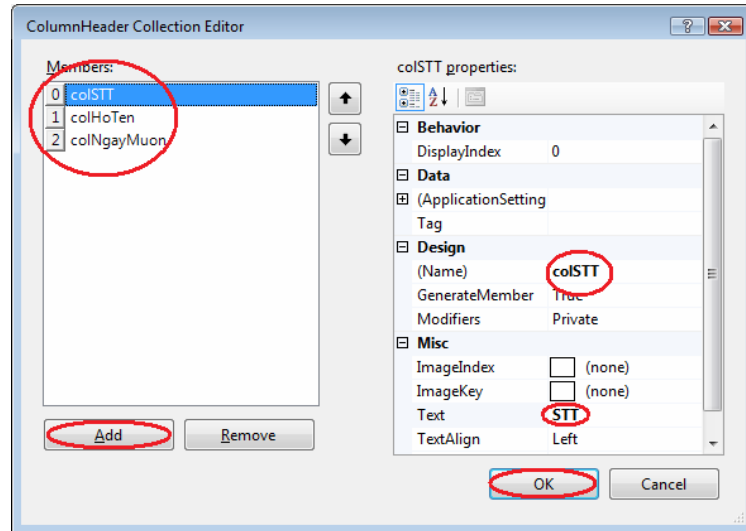 ColumnHeader Collection Editor
Members:
0 colSTT
1 colHoTen
2 colNgayMuon
Add
Remove
colSTT properties:
Behavior
DisplayIndex 0
Data
(ApplicationSetting
Tag
Design
(Name) colSTT
GenerateMember True
Modifiers Private
Misc
ImageIndex (none)
ImageKey (none)
Text STT
TextAlign Left
OK
Cancel